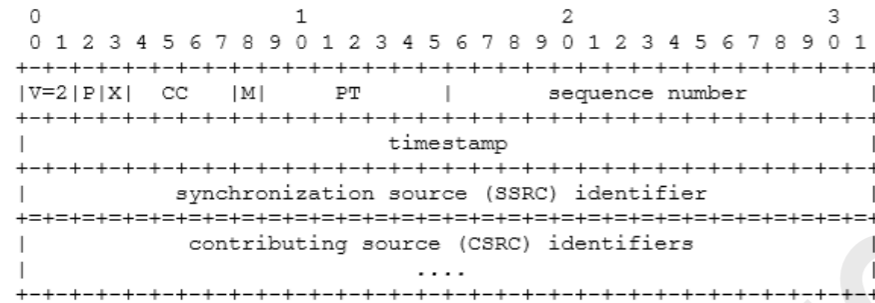 0                   1                   2                   3
 0 1 2 3 4 5 6 7 8 9 0 1 2 3 4 5 6 7 8 9 0 1 2 3 4 5 6 7 8 9 0 1
+-+-+-+-+-+-+-+-+-+-+-+-+-+-+-+-+-+-+-+-+-+-+-+-+-+-+-+-+-+-+-+-+
|V=2|P|X|  CC   |M|     PT      |       sequence number         |
+-+-+-+-+-+-+-+-+-+-+-+-+-+-+-+-+-+-+-+-+-+-+-+-+-+-+-+-+-+-+-+-+
|                           timestamp                           |
+-+-+-+-+-+-+-+-+-+-+-+-+-+-+-+-+-+-+-+-+-+-+-+-+-+-+-+-+-+-+-+-+
|           synchronization source (SSRC) identifier            |
+=+=+=+=+=+=+=+=+=+=+=+=+=+=+=+=+=+=+=+=+=+=+=+=+=+=+=+=+=+=+=+=+
|            contributing source (CSRC) identifiers             |
|                             ....                              |
+-+-+-+-+-+-+-+-+-+-+-+-+-+-+-+-+-+-+-+-+-+-+-+-+-+-+-+-+-+-+-+-+